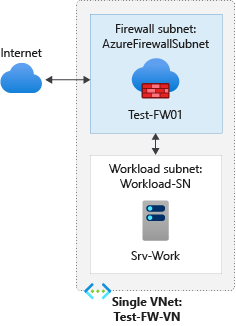 Firewall subnet:
AzureFirewallSubnet
Internet
Test-FW01
Workload subnet:
Workload-SN
Srv-Work
Single VNet:
Test-FW-VN